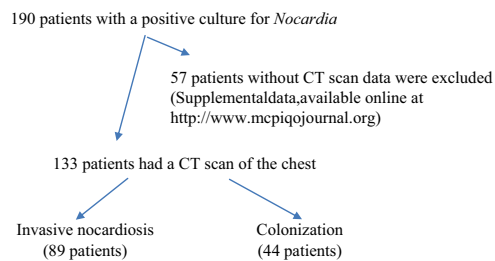 190 patients with a positive culture for Nocardia
57 patients without CT scan data were excluded
(Supplementaldata,available online at
http://www.mcpiqojournal.org)
133 patients had a CT scan of the chest
Invasive nocardiosis
(89 patients)
Colonization
(44 patients)